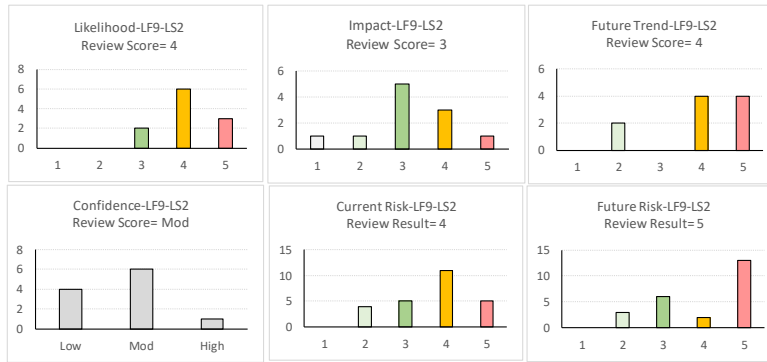 Likelihood-LF9-LS2
Review Score= 4
8
6
4
2
0
1 2 3 4 5
Impact-LF9-LS2
Review Score= 3
6
4
2
0
1 2 3 4 5
Future Trend-LF9-LS2
Review Score= 4
6
4
2
0
1 2 3 4 5
Confidence-LF9-LS2
Review Score= Mod
8
6
4
2
0
Low Mod High
Current Risk-LF9-LS2
Review Result= 4
15
10
5
0
1 2 3 4 5
Future Risk-LF9-LS2
Review Result= 5
15
10
5
0
1 2 3 4 5